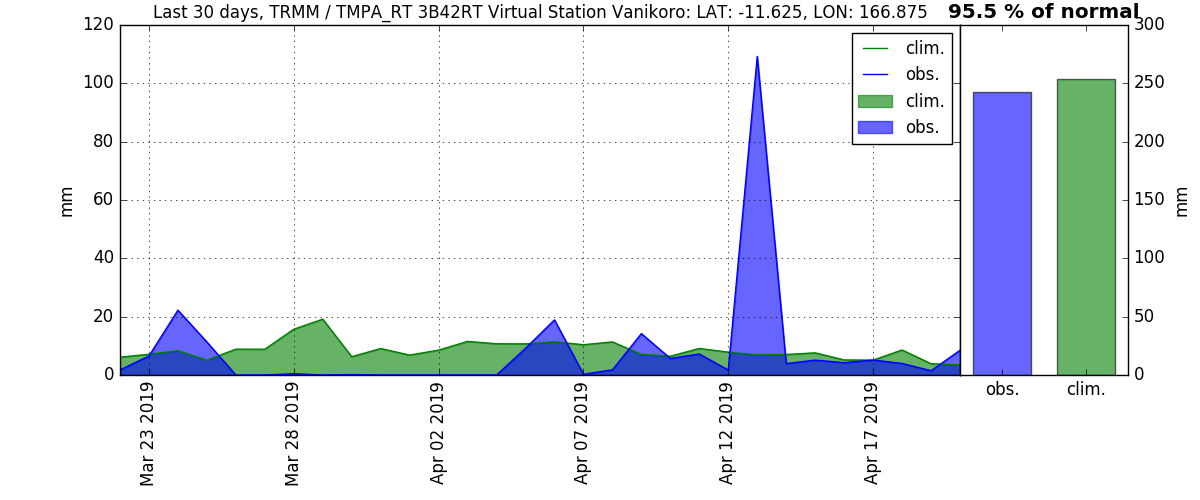 Last 30 days, TRMM / TMPA_RT 3B42RT Virtual Station Vanikoro: LAT: -11.625, LON: 166.875
95.5 % of normal
120
100
80
60
40
20
0
mm
clim.
obs.
clim.
obs.
Mar 23 2019
Mar 28 2019
Apr 02 2019
Apr 07 2019
Apr 12 2019
Apr 17 2019
300
250
200
150
100
50
0
mm
obs.
clim.